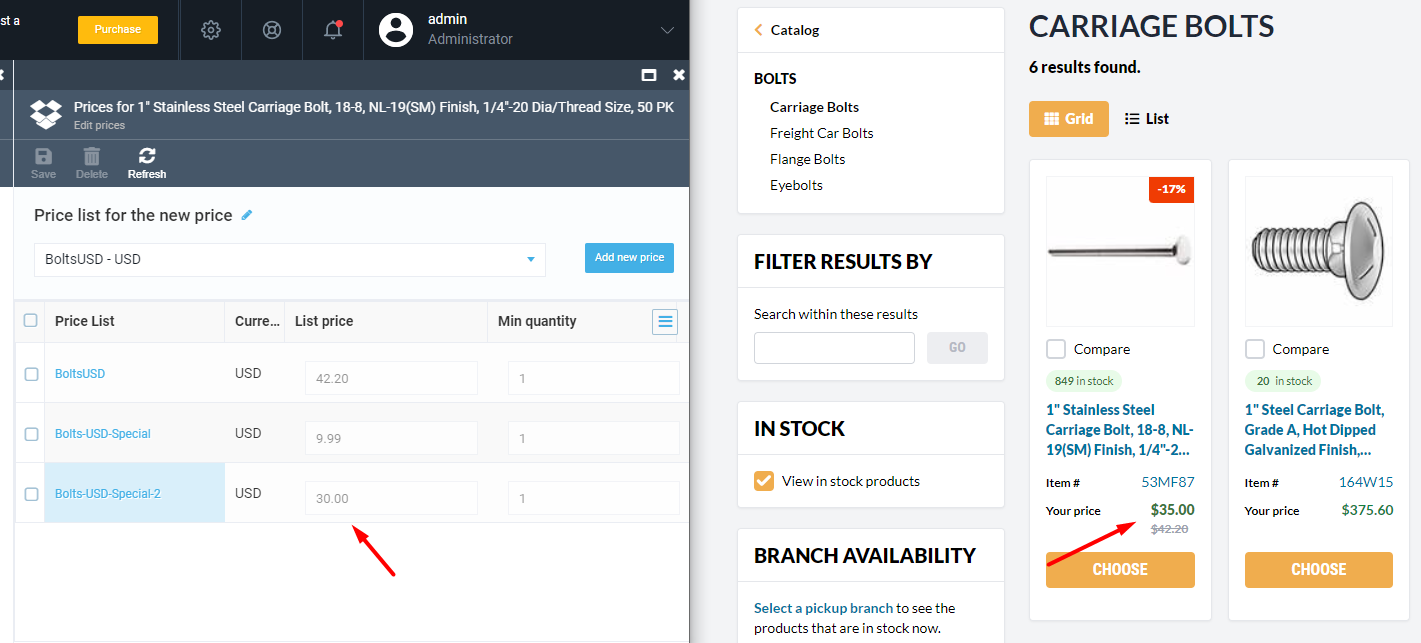 st a
Purchase
admin
Administrator
Prices for 1" Stainless Steel Carriage Bolt, 18-8, NL-19(SM) Finish, 1/4"-20 Dia/Thread Size, 50 PK
Edit prices
Save
Delete
Refresh
Price list for the new price
BoltsUSD - USD
Add new price
Price List
Curre...
List price
Min quantity
BoltsUSD
USD
42.20
1
Bolts-USD-Special
USD
9.99
1
Bolts-USD-Special-2
USD
30.00
1
Catalog
BOLTS
Carriage Bolts
Freight Car Bolts
Flange Bolts
Eyebolts
FILTER RESULTS BY
Search within these results
GO
IN STOCK
View in stock products
BRANCH AVAILABILITY
Select a pickup branch to see the
products that are in stock now.
CARRIAGE BOLTS
6 results found.
Grid
List
-17%
Compare
849 in stock
1" Stainless Steel
Carriage Bolt, 18-8, NL-
19(SM) Finish, 1/4"-2...
Item #
53MF87
Your price
$35.00
$42.20
CHOOSE
Compare
20 in stock
1" Steel Carriage Bolt,
Grade A, Hot Dipped
Galvanized Finish,...
Item #
164W15
Your price
$375.60
CHOOSE